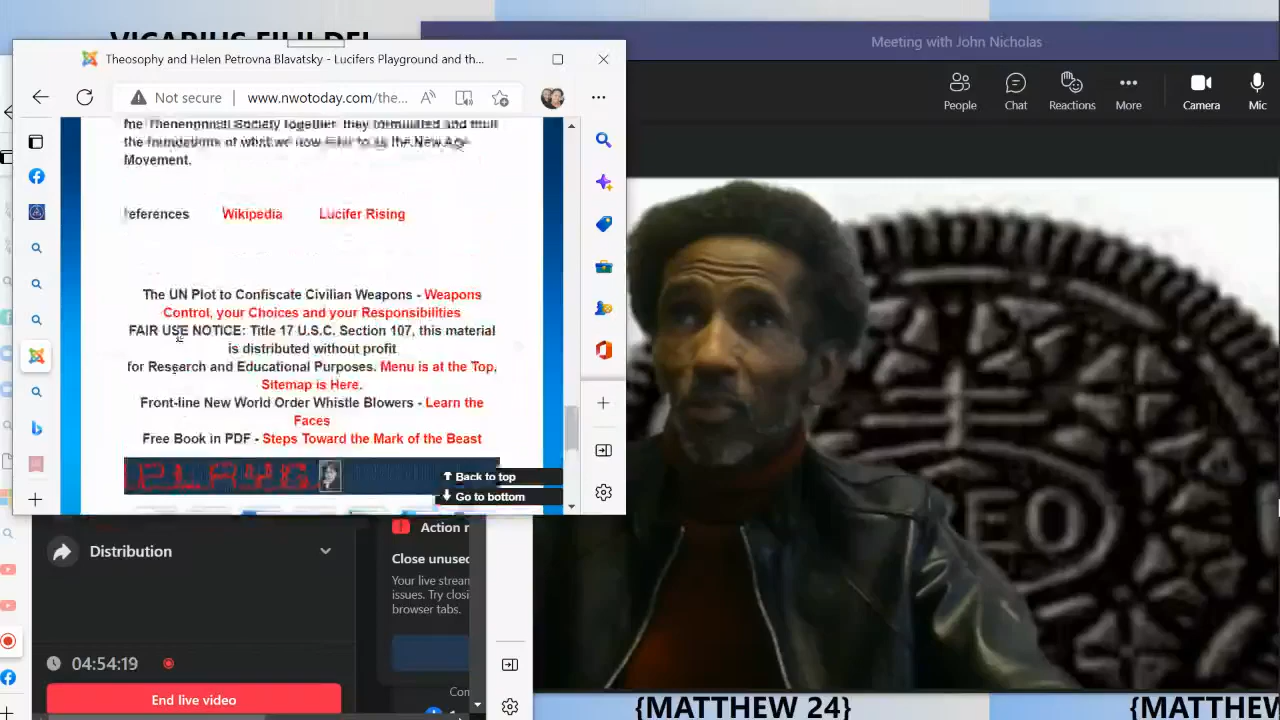 Meeting with John Nicholas
Theosophy and Helen Petrovna Blavatsky - Lucifers Playground and th...
Not secure
www.nwotoday.com/the...
People
Chat
Reactions
More
Camera
Mic
Movement.
References
Wikipedia
Lucifer Rising
The UN Plot to Confiscate Civilian Weapons - Weapons
Control, your Choices and your Responsibilities
FAIR USE NOTICE: Title 17 U.S.C. Section 107, this material
is distributed without profit
for Research and Educational Purposes. Menu is at the Top,
Sitemap is Here.
Front-line New World Order Whistle Blowers - Learn the
Faces
Free Book in PDF - Steps Toward the Mark of the Beast
Back to top
Go to bottom
Distribution
Action r
Close unused
Your live strean
issues. Try closi
browser tabs.
04:54:19
End live video
Con
EO
{MATTHEW 24}
{MATTHEW